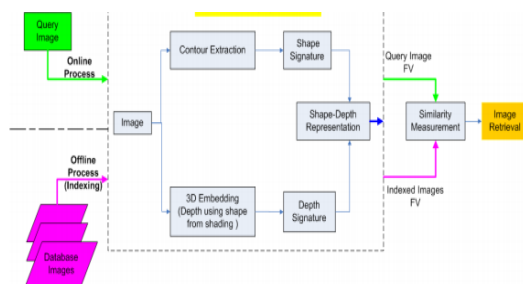 Query
Image
Online
Process
Offline
Process
(Indexing)
Database
Images
Image
Contour Extraction
Shape
Signature
Shape-Depth
Representation
3D Embedding
(Depth using shape
from shading )
Depth
Signature
Query Image
FV
Similarity
Measurement
Image
Retrieval
Indexed Images
FV